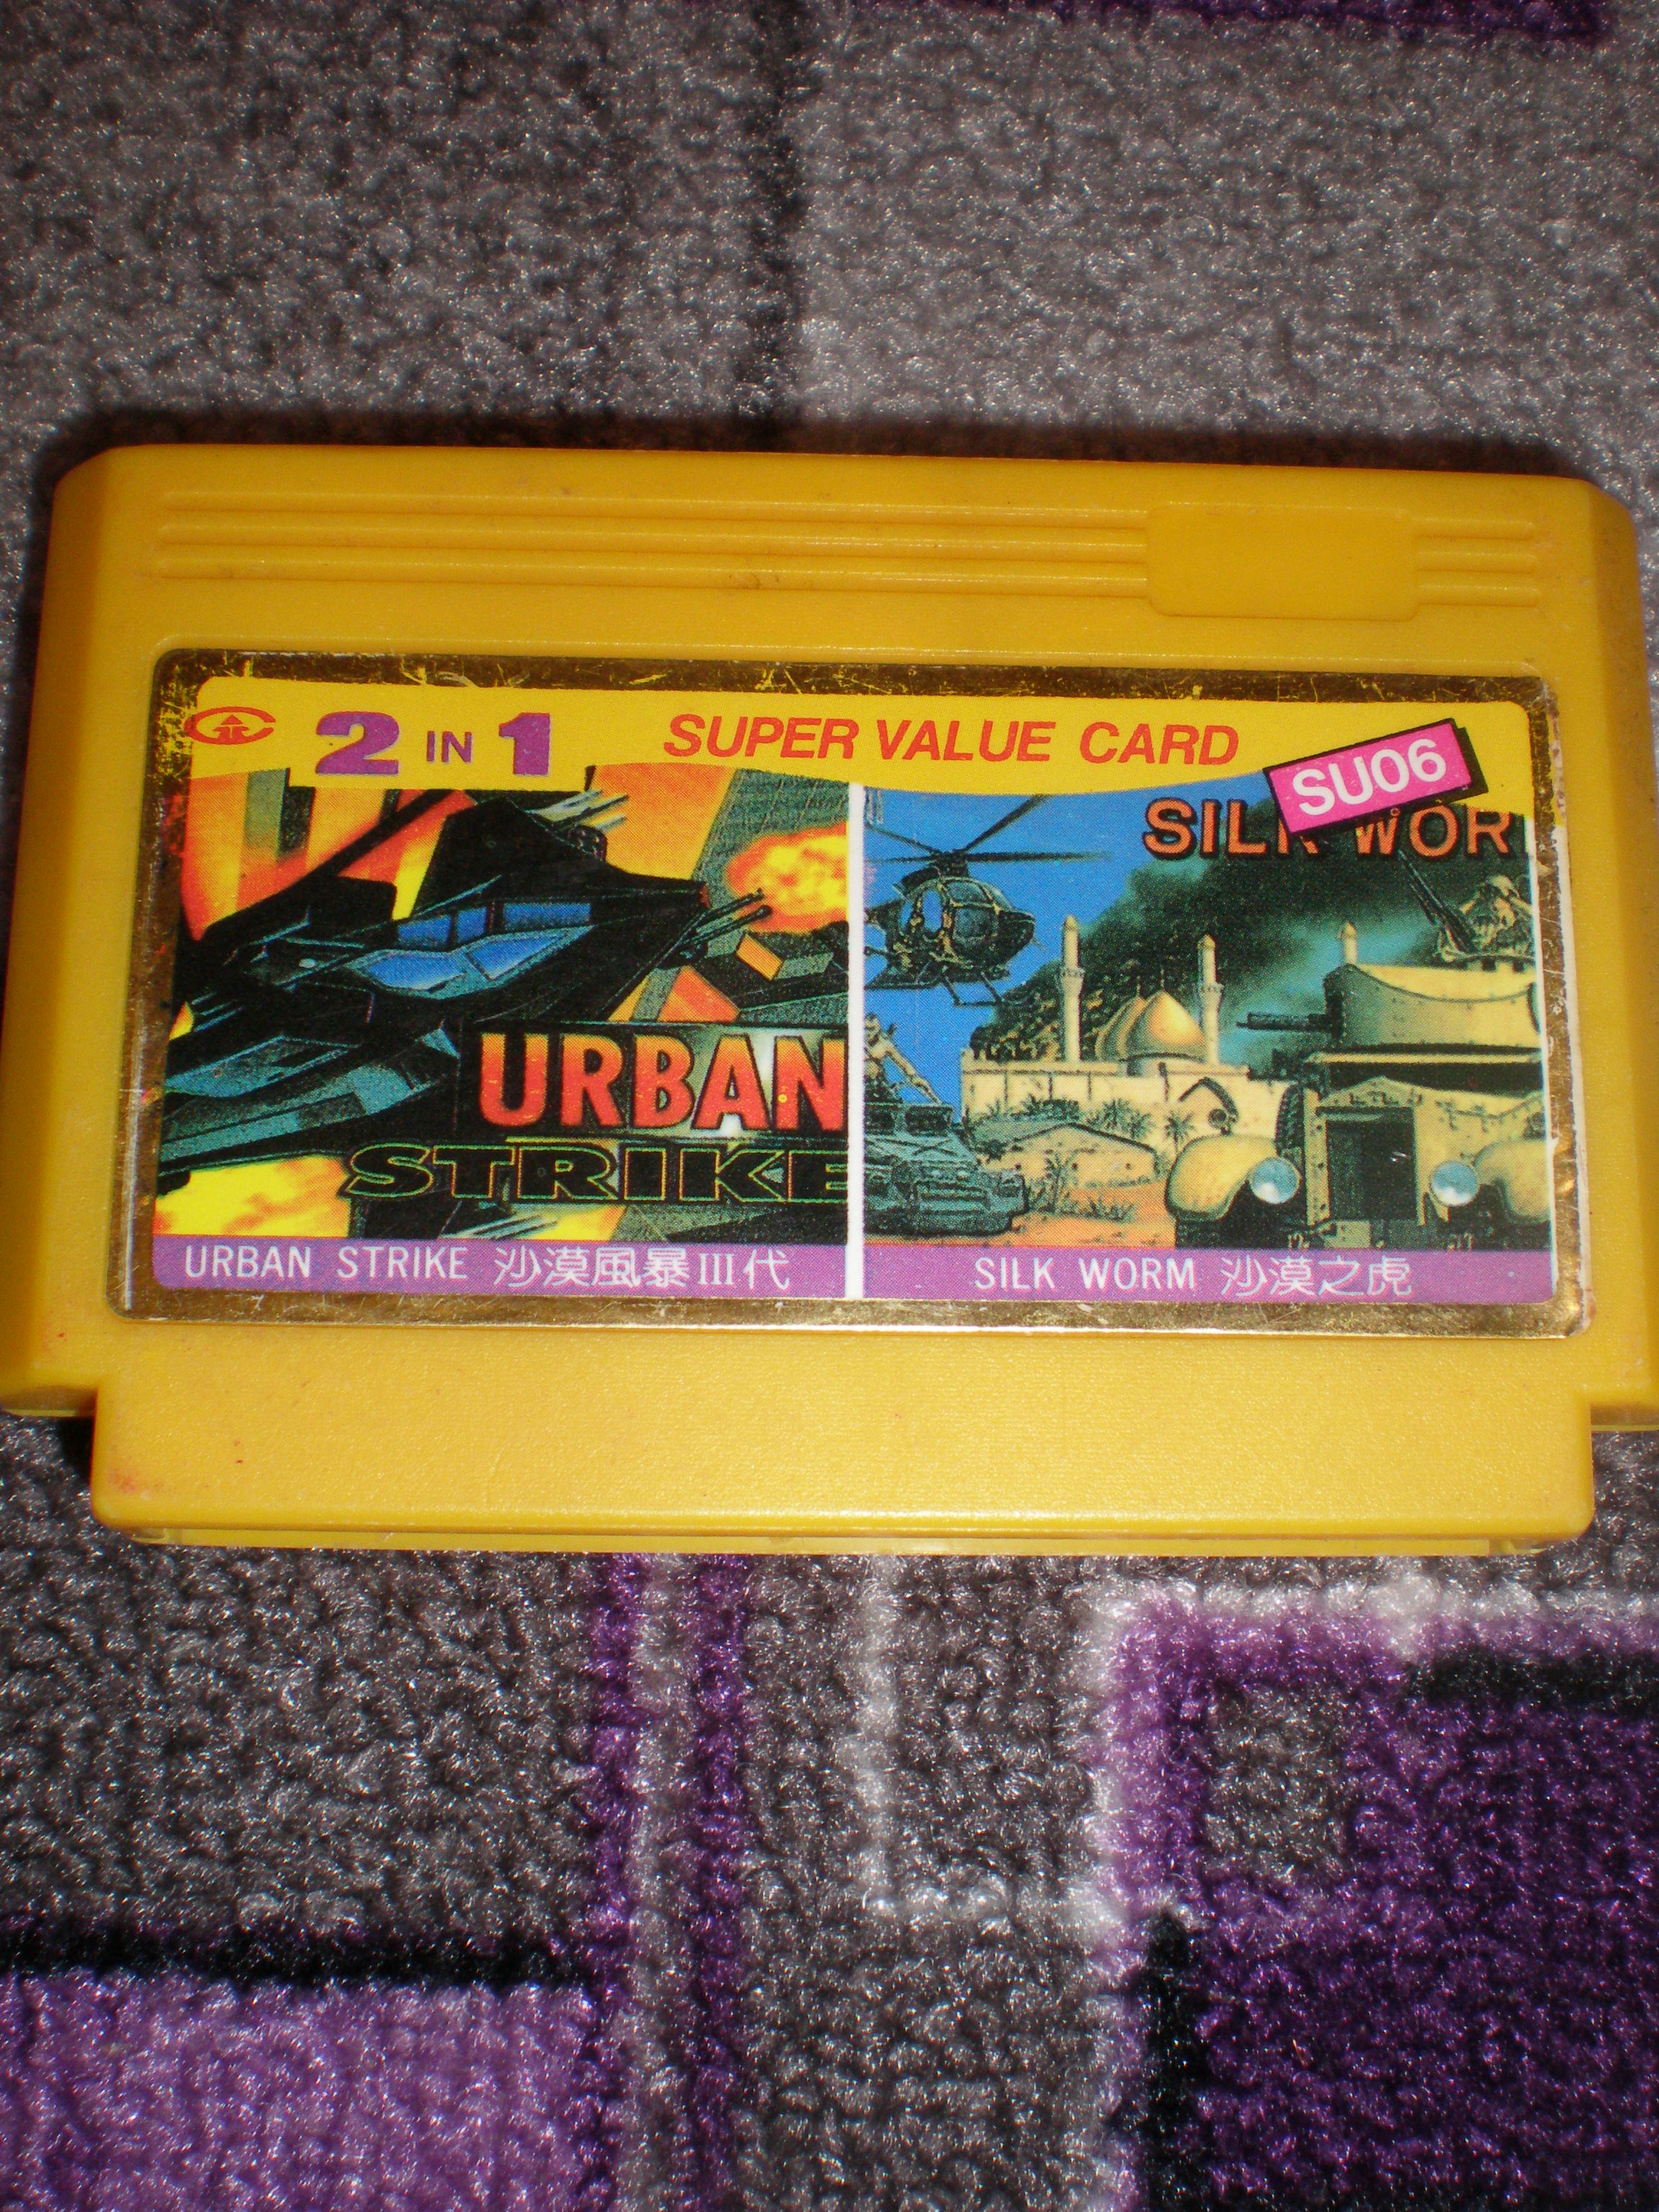 2 IN 1
SUPER VALUE CARD
SU06
SILK WOR
URBAN
STRIKE
URBAN STRIKE 沙漠風暴III代
SILK WORM 沙漠之虎